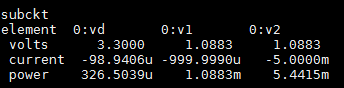 subckt
element 0:vd 0:v1 0:v2
volts 3.3000 1.0883 1.0883
current -98.9406u -999.9990u -5.0000m
power 326.5039u 1.0883m 5.4415m